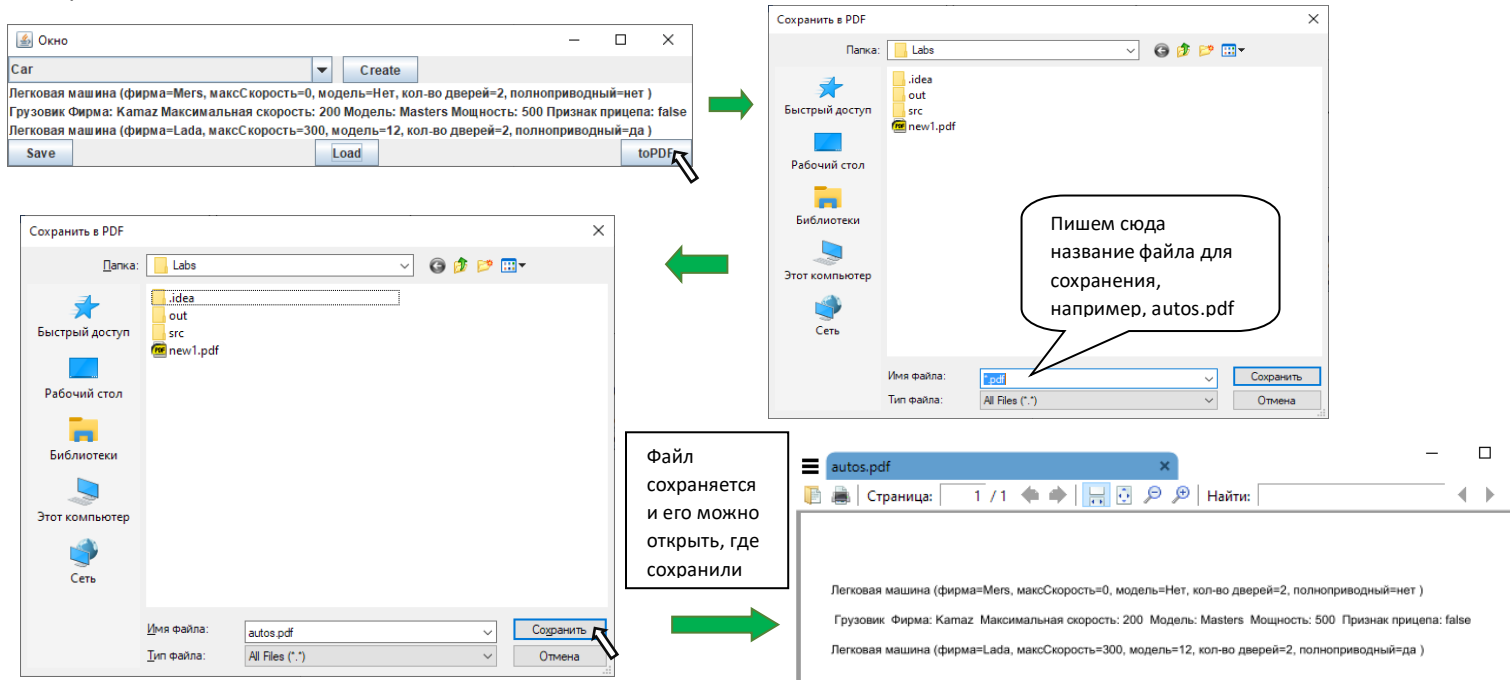 Окно
Car
Create
Легковая машина (фирма=Mers, максСкорость=0, модель=Нет, кол-во дверей=2, полноприводный=нет )
Грузовик Фирма: Kamaz Максимальная скорость: 200 Модель: Masters Мощность: 500 Признак прицепа: false
Легковая машина (фирма=Lada, максСкорость=300, модель=12, кол-во дверей=2, полноприводный=да )
Save
Load
toPDF
Сохранить в PDF
Папка:
Labs
.idea
out
src
new1.pdf
Быстрый доступ
Рабочий стол
Библиотеки
Этот компьютер
Сеть
Пишем сюда
название файла для
сохранения,
например, autos.pdf
Имя файла:
*.pdf
Сохранить
Тип файла:
All Files (*.*)
Отмена
Сохранить в PDF
Папка:
Labs
.idea
out
src
new1.pdf
Быстрый доступ
Рабочий стол
Библиотеки
Этот компьютер
Сеть
Имя файла:
autos.pdf
Сохранить
Тип файла:
All Files (*.*)
Отмена
Файл
сохраняется
и его можно
открыть, где
сохранили
autos.pdf
Страница:
1 / 1
Найти:
Легковая машина (фирма=Mers, максСкорость=0, модель=Нет, кол-во дверей=2, полноприводный=нет )
Грузовик Фирма: Kamaz Максимальная скорость: 200 Модель: Masters Мощность: 500 Признак прицепа: false
Легковая машина (фирма=Lada, максСкорость=300, модель=12, кол-во дверей=2, полноприводный=да )